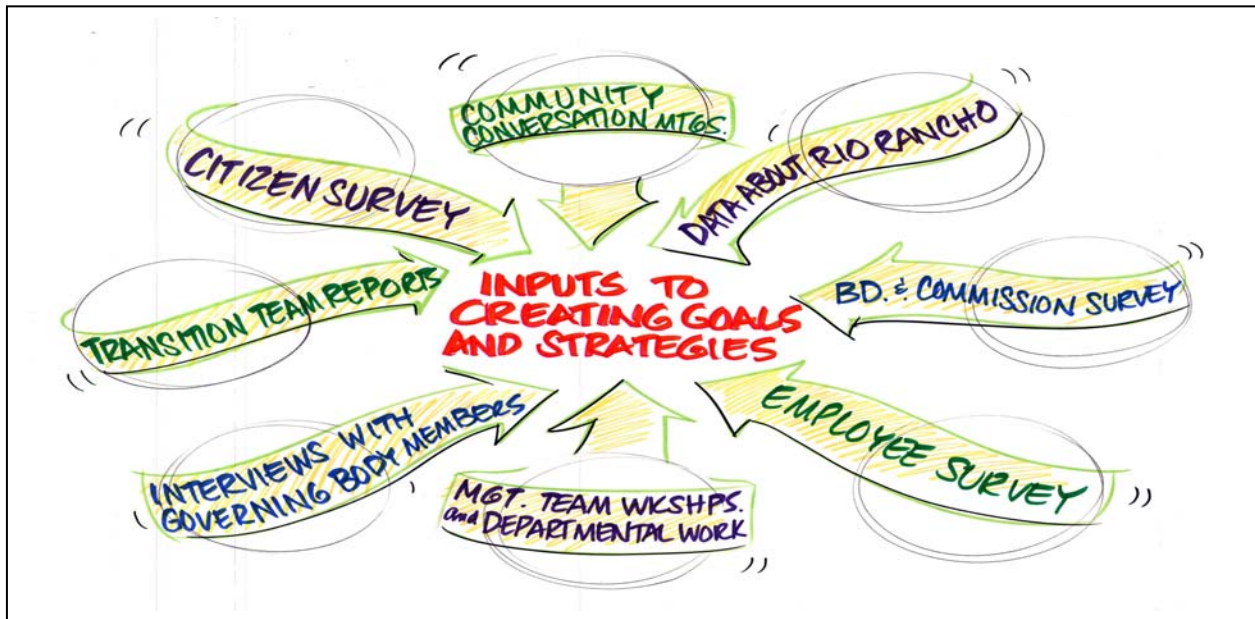 COMMUNITY
CONVERSATION MTGS.
CITIZEN SURVEY
DATA ABOUT RIO RANCHO
TRANSITION TEAM REPORTS
INPUTS TO
CREATING GOALS
AND STRATEGIES
BD. & COMMISSION SURVEY
INTERVIEWS WITH
GOVERNING BODY MEMBERS
MGT. TEAM WKSHPS.
and DEPARTMENTAL WORK
EMPLOYEE SURVEY